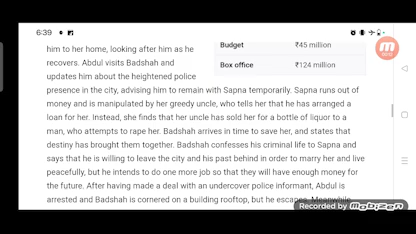 6:39
him to her home, looking after him as he
recovers. Abdul visits Badshah and
updates him about the heightened police
Budget ₹45 million
Box office ₹124 million
presence in the city, advising him to remain with Sapna temporarily. Sapna runs out of
money and is manipulated by her greedy uncle, who tells her that he has arranged a
loan for her. Instead, she finds that her uncle has sold her for a bottle of liquor to a
man, who attempts to rape her. Badshah arrives in time to save her, and states that
destiny has brought them together. Badshah confesses his criminal life to Sapna and
says that he is willing to leave the city and his past behind in order to marry her and live
peacefully, but he intends to do one more job so that they will have enough money for
the future. After having made a deal with an undercover police informant, Abdul is
arrested and Badshah is cornered on a building rooftop, but he escapes. Meanwhile
Recorded by mobizen